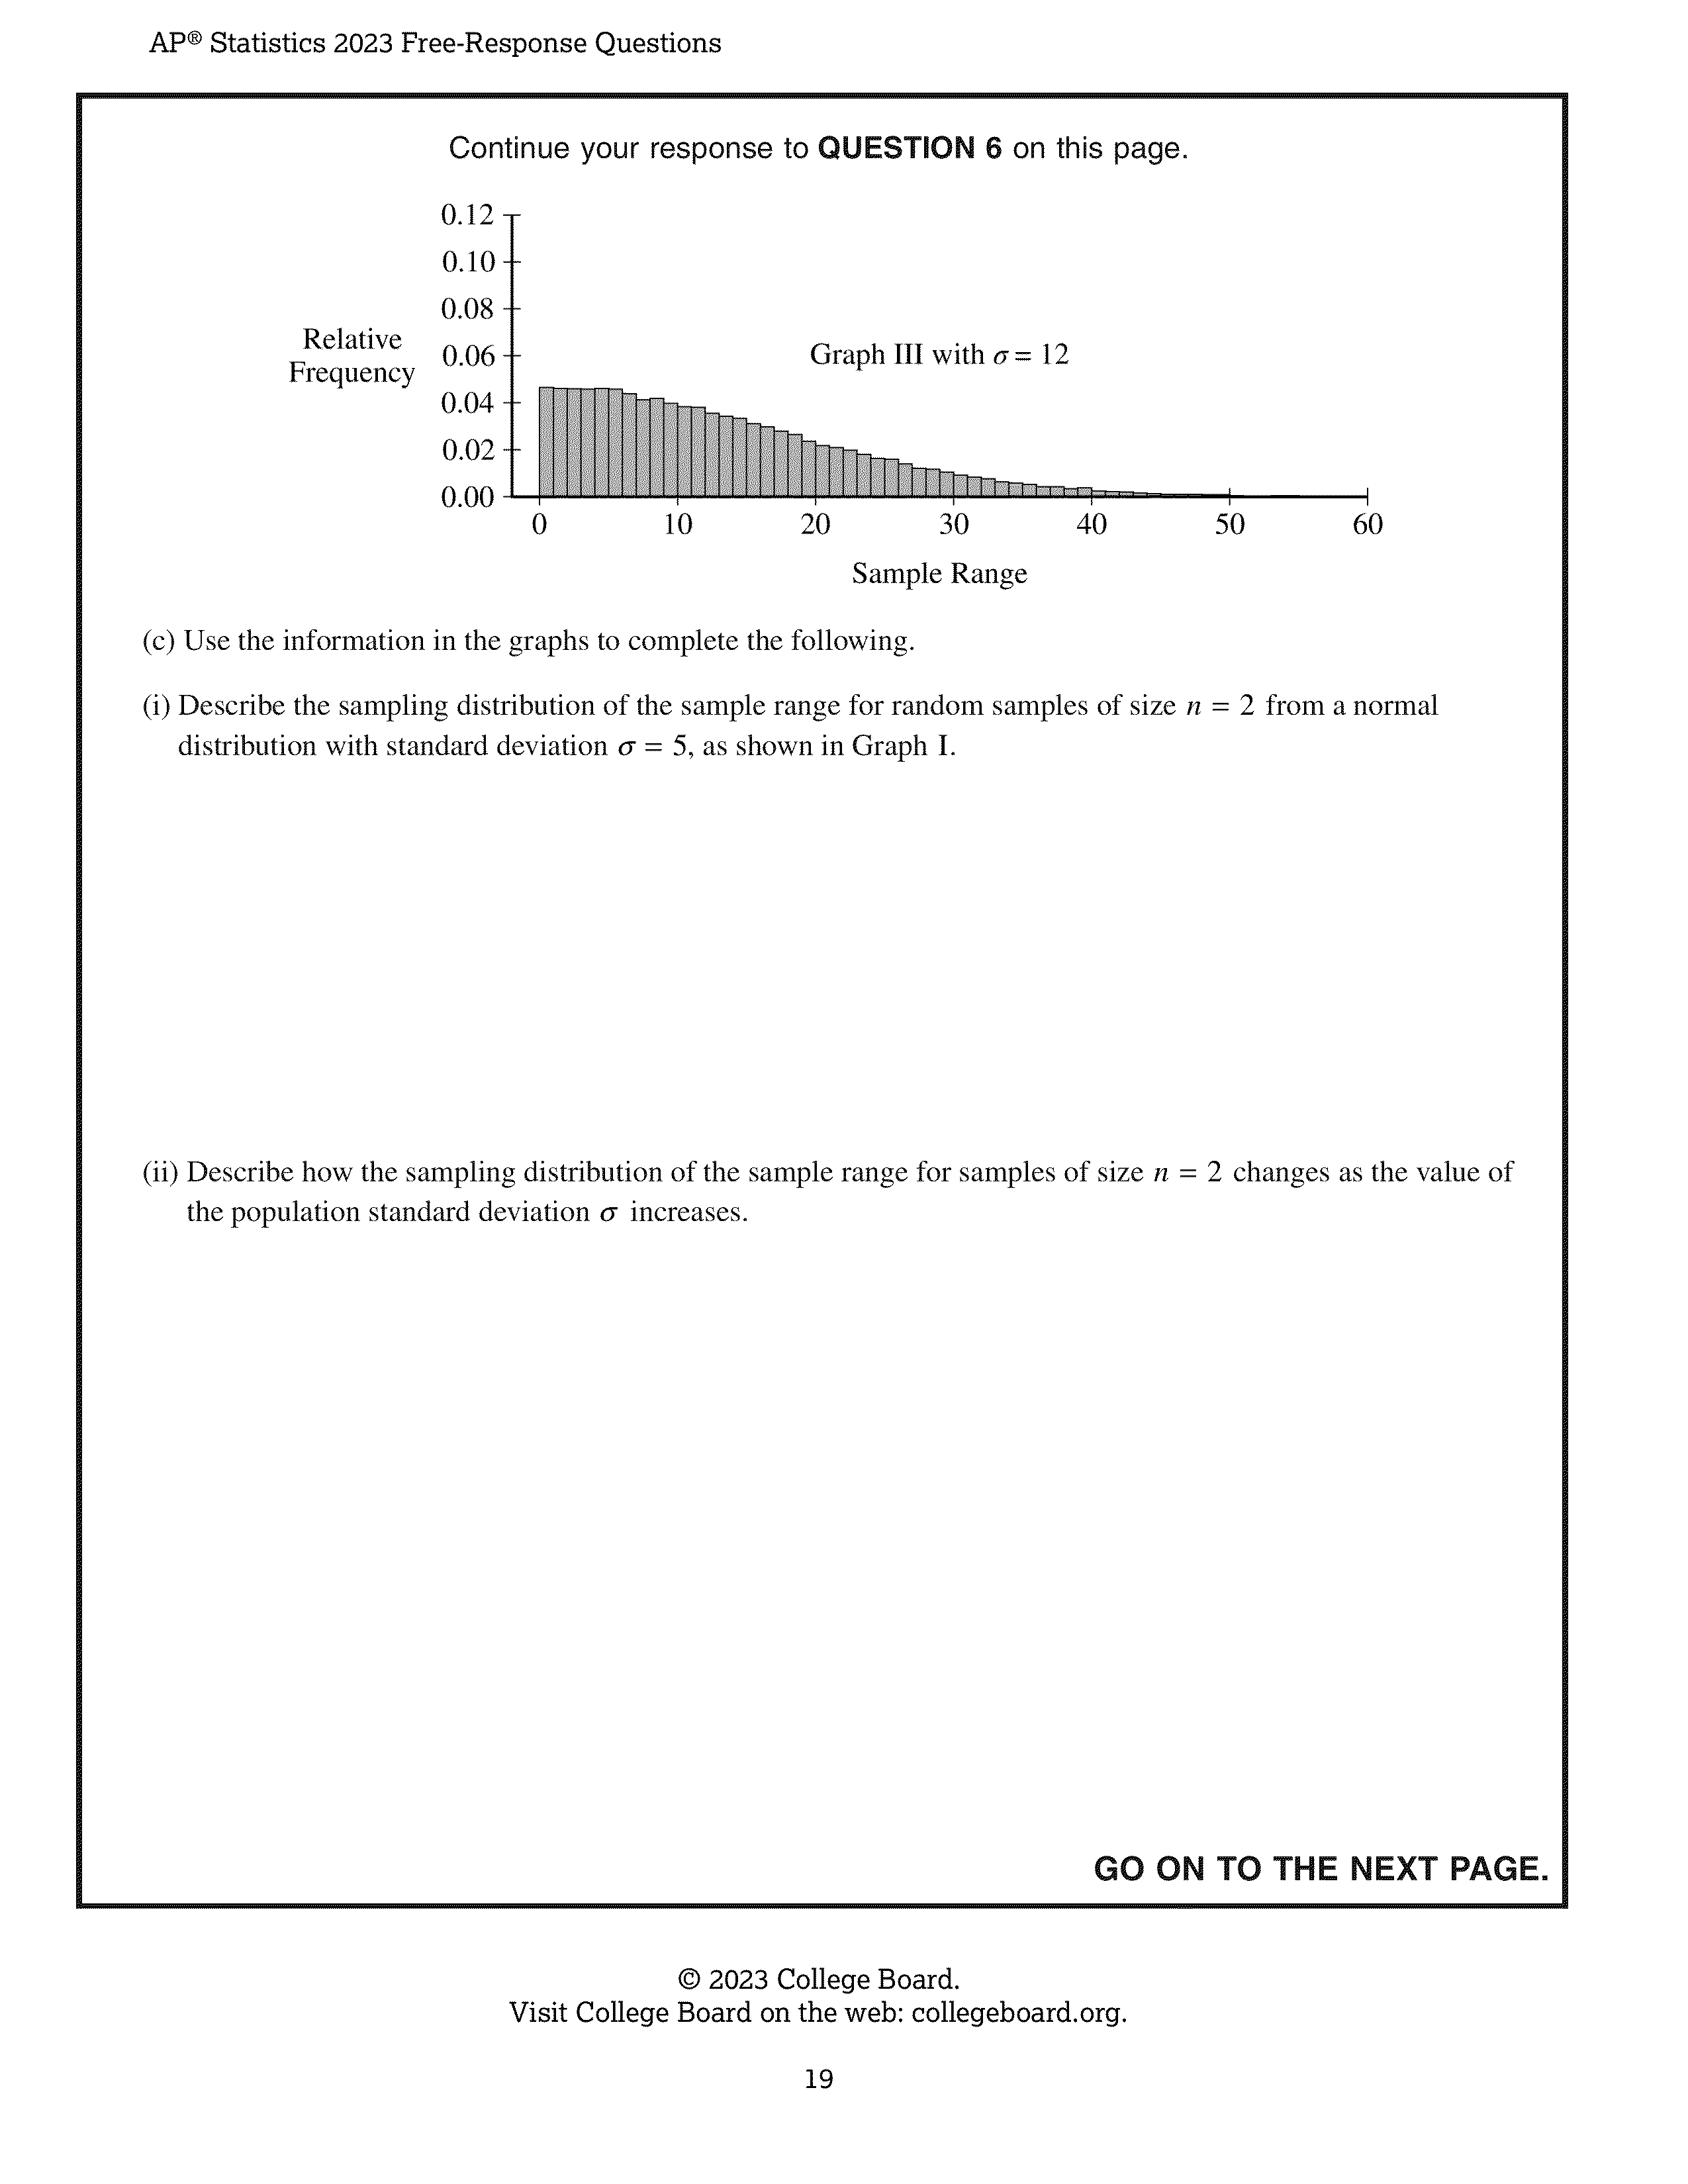 AP® Statistics 2023 Free-Response Questions
Continue your response to QUESTION 6 on this page.
0.12
0.10
0.08
Relative
Frequency
0.06
0.04
0.02
0.00
Graph III with σ = 12
0 10 20 30 40 50 60
Sample Range
(c) Use the information in the graphs to complete the following.
(i) Describe the sampling distribution of the sample range for random samples of size n = 2 from a normal
distribution with standard deviation σ = 5, as shown in Graph I.
(ii) Describe how the sampling distribution of the sample range for samples of size n = 2 changes as the value of
the population standard deviation σ increases.
GO ON TO THE NEXT PAGE.
© 2023 College Board.
Visit College Board on the web: collegeboard.org.
19